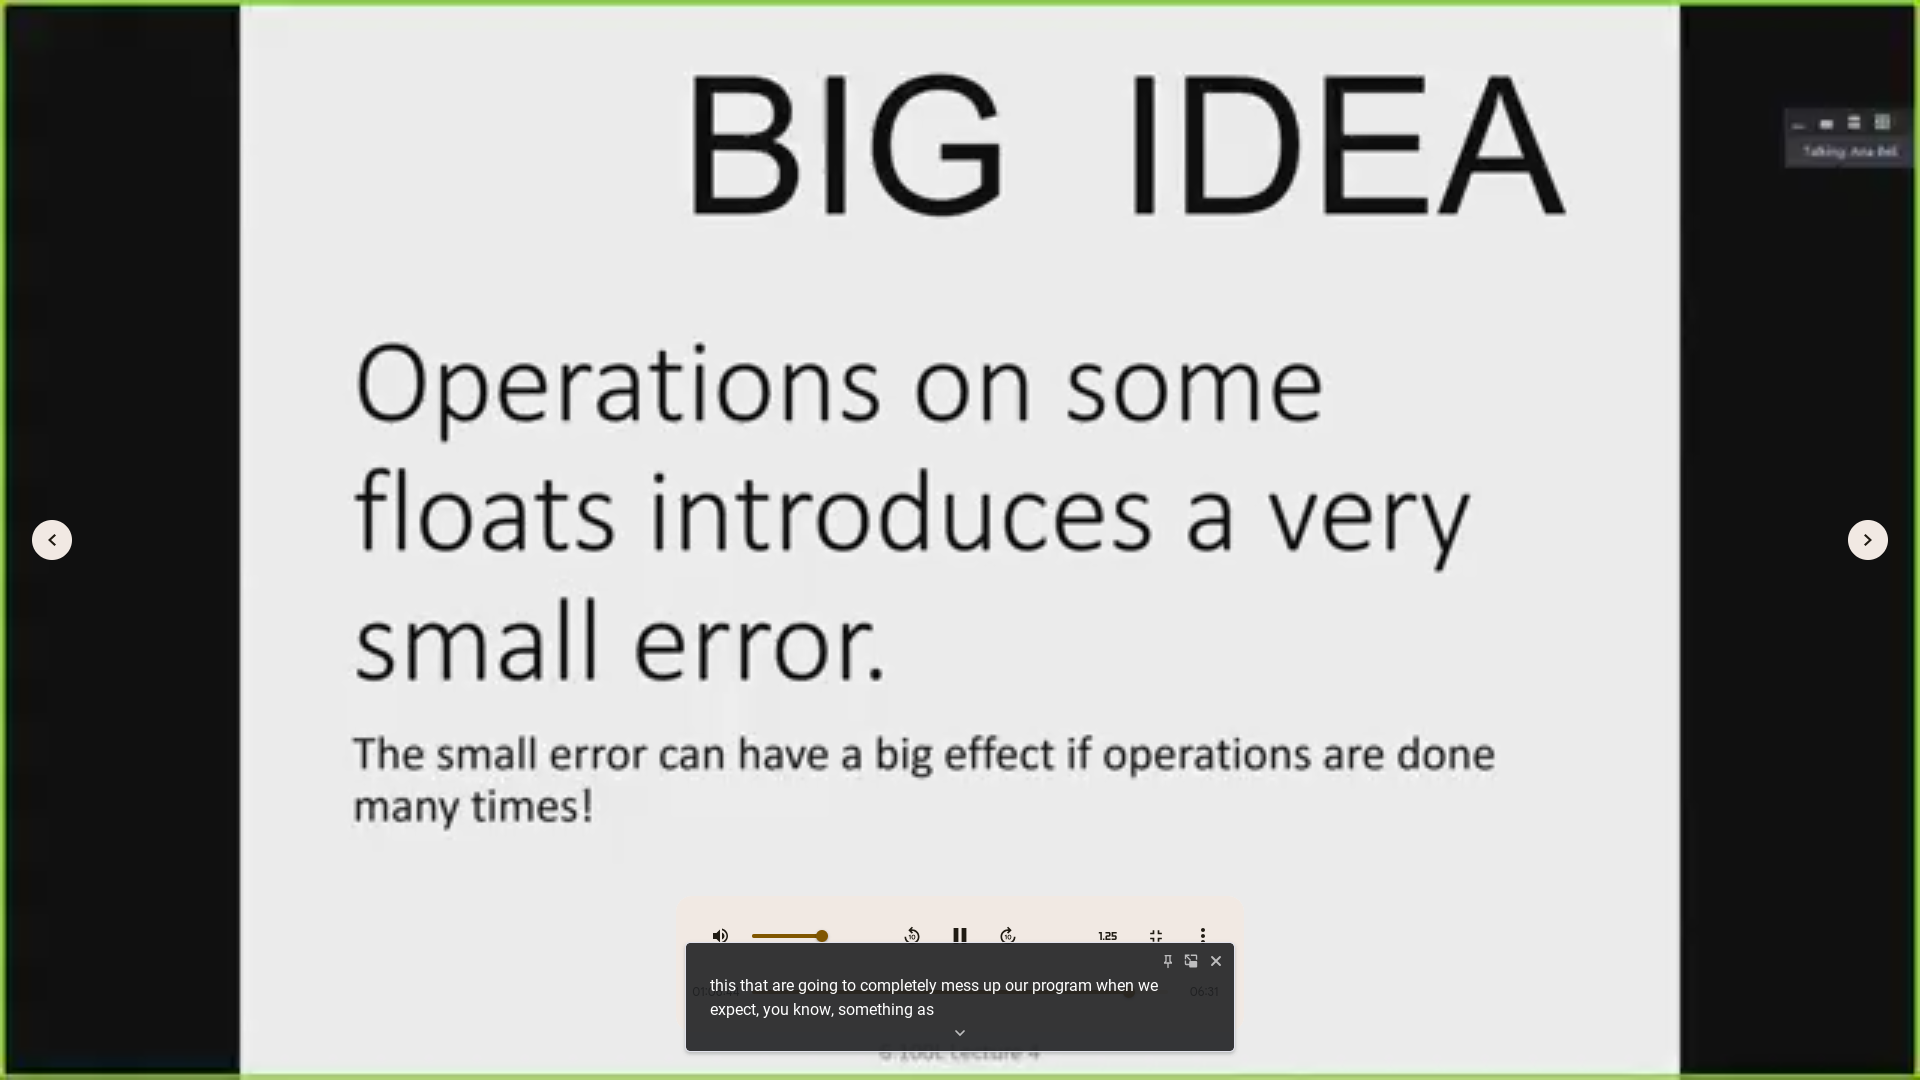 BIG IDEA
Talking: Ana Bell
Operations on some
floats introduces a very
small error.
The small error can have a big effect if operations are done
many times!
10
10
1.25
this that are going to completely mess up our program when we
expect, you know, something as
06:31
6.100L Lecture 4